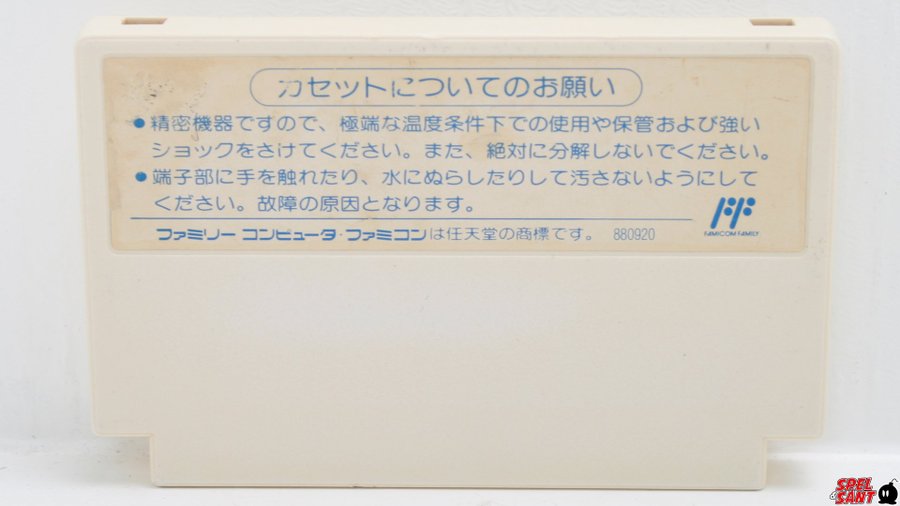 カセットについてのお願い
●精密機器ですので、極端な温度条件下での使用や保管および強い
ショックをさけてください。また、絶対に分解しないでください。
●端子部に手を触れたり、水にぬらしたりして汚さないようにして
ください。故障の原因となります。
FAMICOM FAMILY
ファミリー コンピュータ・ファミコンは任天堂の商標です。 880920
SPEL
SANT